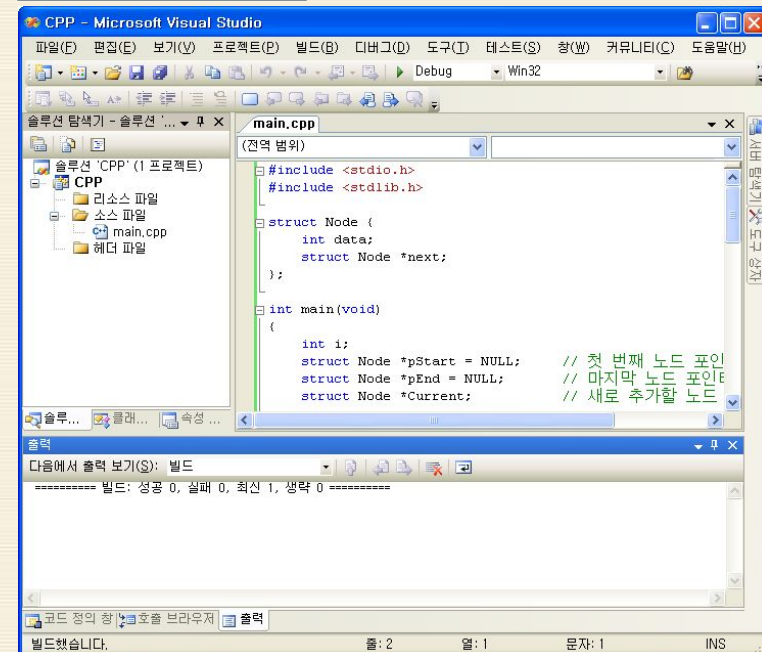 CPP - Microsoft Visual Studio
파일(F) 편집(E) 보기(V) 프로젝트(P) 빌드(B) 디버그(D) 도구(T) 테스트(S) 창(W) 커뮤니티(C) 도움말(H)
Debug Win32
솔루션 탐색기 - 솔루션 '...
main.cpp
(전역 범위)
솔루션 'CPP' (1 프로젝트)
CPP
리소스 파일
소스 파일
main.cpp
헤더 파일
#include <stdio.h>
#include <stdlib.h>
struct Node {
int data;
struct Node *next;
};
int main(void)
{
int i;
struct Node *pStart = NULL; // 첫 번째 노드 포인
struct Node *pEnd = NULL; // 마지막 노드 포인터
struct Node *Current; // 새로 추가할 노드
서버 탐색기
도구 상자
솔루... 클래... 속성 ...
출력
다음에서 출력 보기(S): 빌드
========== 빌드: 성공 0, 실패 0, 최신 1, 생략 0 ==========
코드 정의 창 호출 브라우저 출력
빌드했습니다. 줄: 2 열: 1 문자: 1 INS